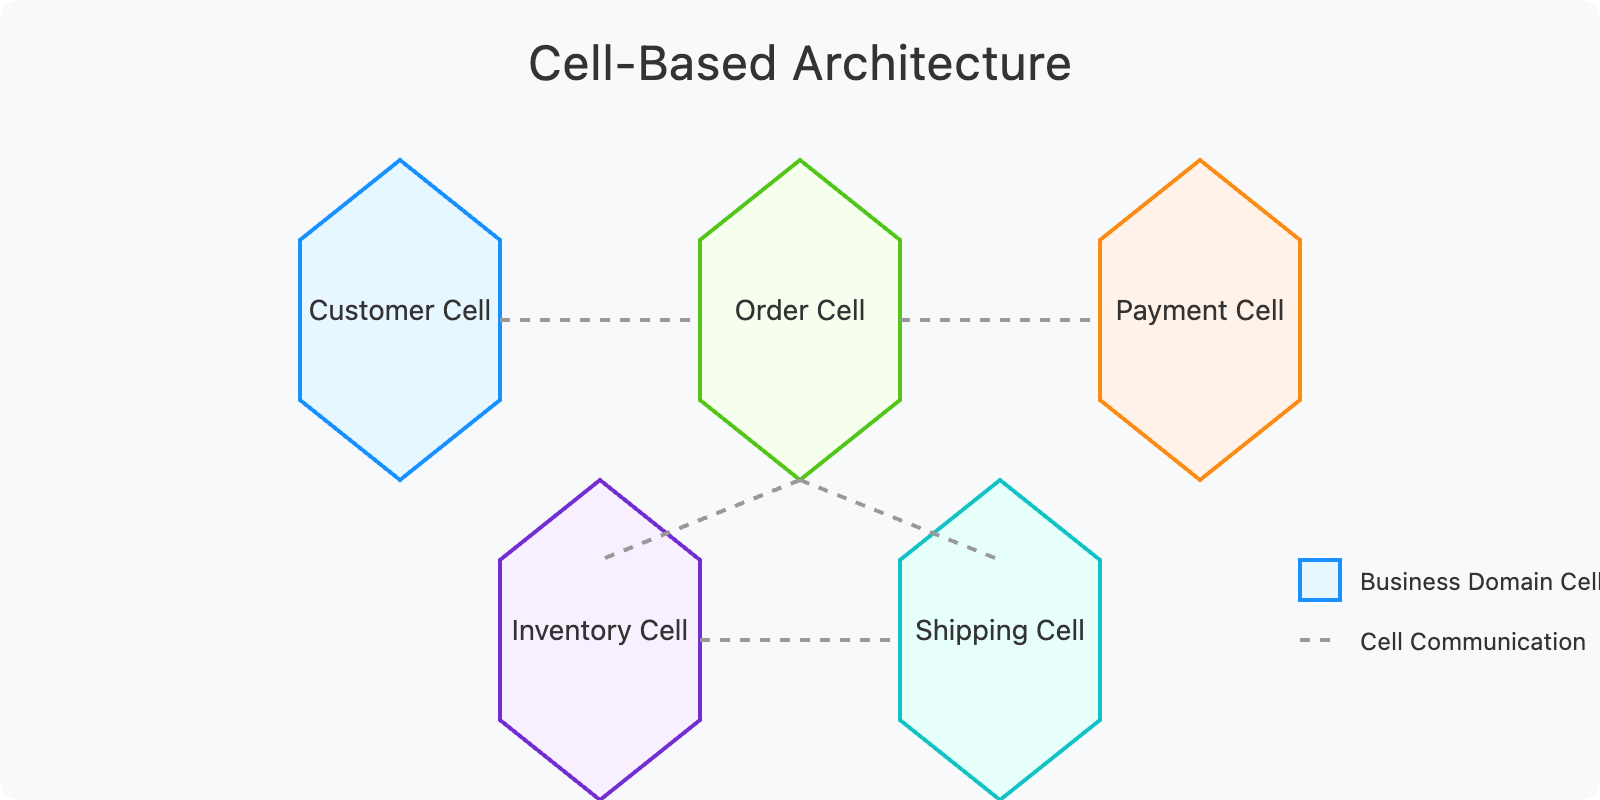 Cell-Based Architecture
Customer Cell
Order Cell
Payment Cell
Inventory Cell
Shipping Cell
Business Domain Cell
Cell Communication